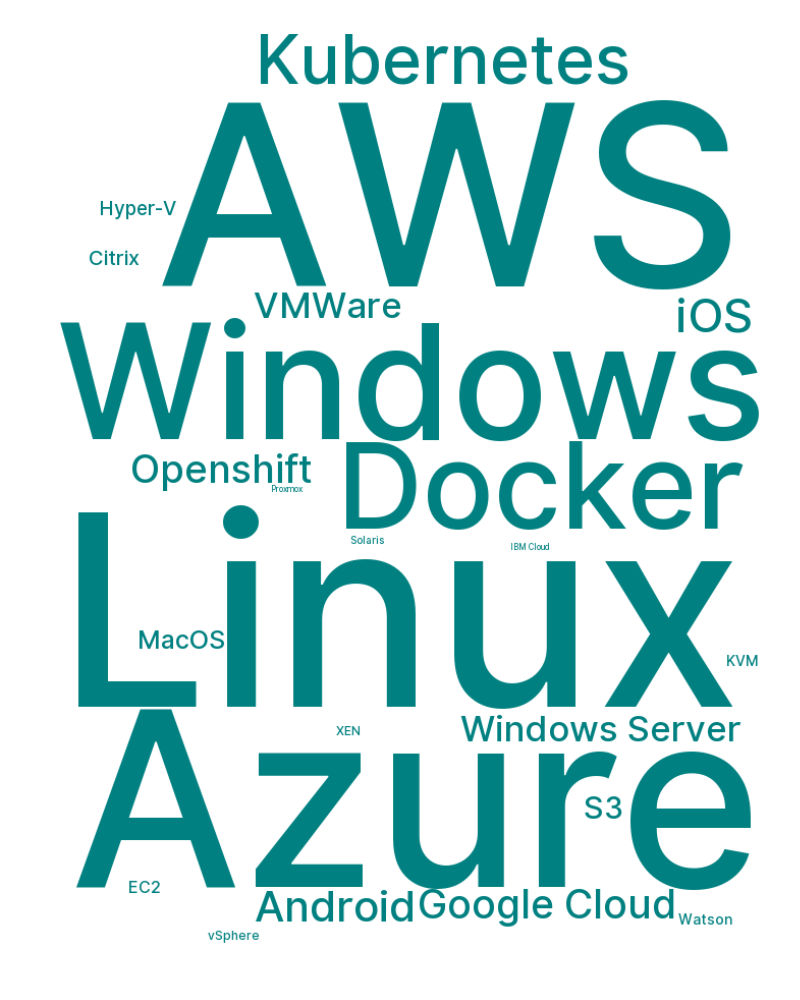 Kubernetes
AWS
Hyper-V
Citrix
VMWare
iOS
Windows
Openshift
Docker
Proxmox
Solaris
IBM Cloud
Linux
MacOS
KVM
XEN
Windows Server
Azure
S3
EC2
Android
Google Cloud
Watson
vSphere